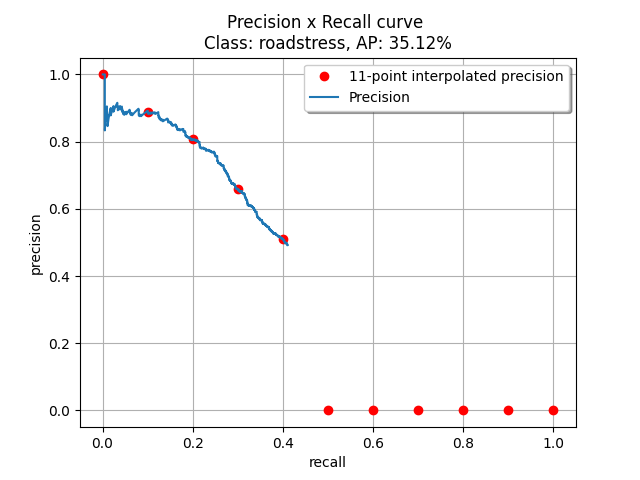 Precision x Recall curve
Class: roadstress, AP: 35.12%
11-point interpolated precision
Precision
1.0
0.8
0.6
0.4
0.2
0.0
precision
0.0 0.2 0.4 0.6 0.8 1.0
recall